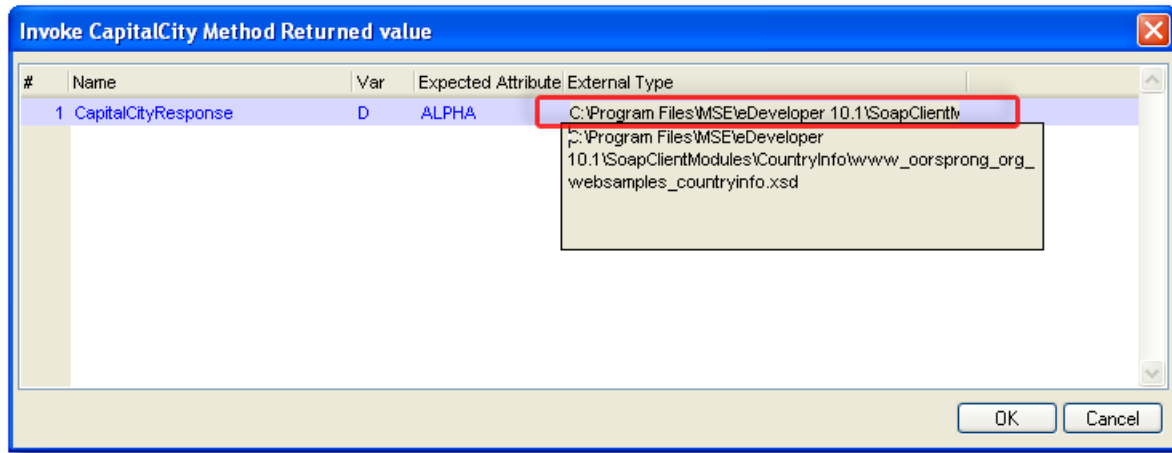 Invoke CapitalCity Method Returned value
# Name Var Expected Attribute External Type
1 CapitalCityResponse D ALPHA C:\Program Files\MSE\eDeveloper 10.1\SoapClientM
C:\Program Files\MSE\eDeveloper
10.1\SoapClientModules\CountryInfo\www_oorsprong_org_
websamples_countryinfo.xsd
OK Cancel